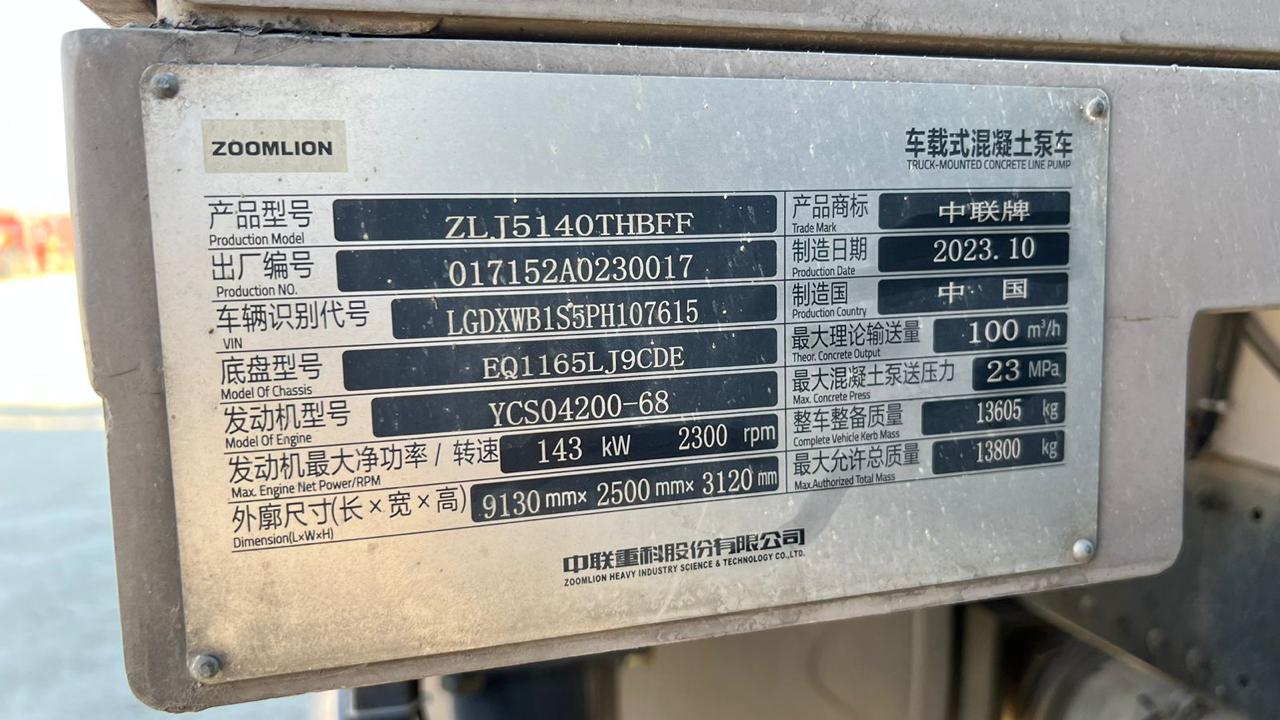 ZOOMLION
车载式混凝土泵车
TRUCK-MOUNTED CONCRETE LINE PUMP
产品型号 ZLJ5140THBFF
Production Model
出厂编号 017152A0230017
Production NO.
车辆识别代号 LGDXWB1S5PH107615
VIN
底盘型号 EQ1165LJ9CDE
Model Of Chassis
发动机型号 YCS04200-68
Model Of Engine
发动机最大净功率 / 转速 143 kW 2300 rpm
Max. Engine Net Power/RPM
外廓尺寸(长×宽×高) 9130mm× 2500mm× 3120mm
Dimension(L×W×H)
产品商标 中联牌
Trade Mark
制造日期 2023.10
Production Date
制造国 中 国
Production Country
最大理论输送量 100 m³/h
Theor. Concrete Output
最大混凝土泵送压力 23 MPa
Max. Concrete Press
整车整备质量 13605 kg
Complete Vehicle Kerb Mass
最大允许总质量 13800 kg
Max.Authorized Total Mass
中联重科股份有限公司
ZOOMLION HEAVY INDUSTRY SCIENCE & TECHNOLOGY CO.,LTD.